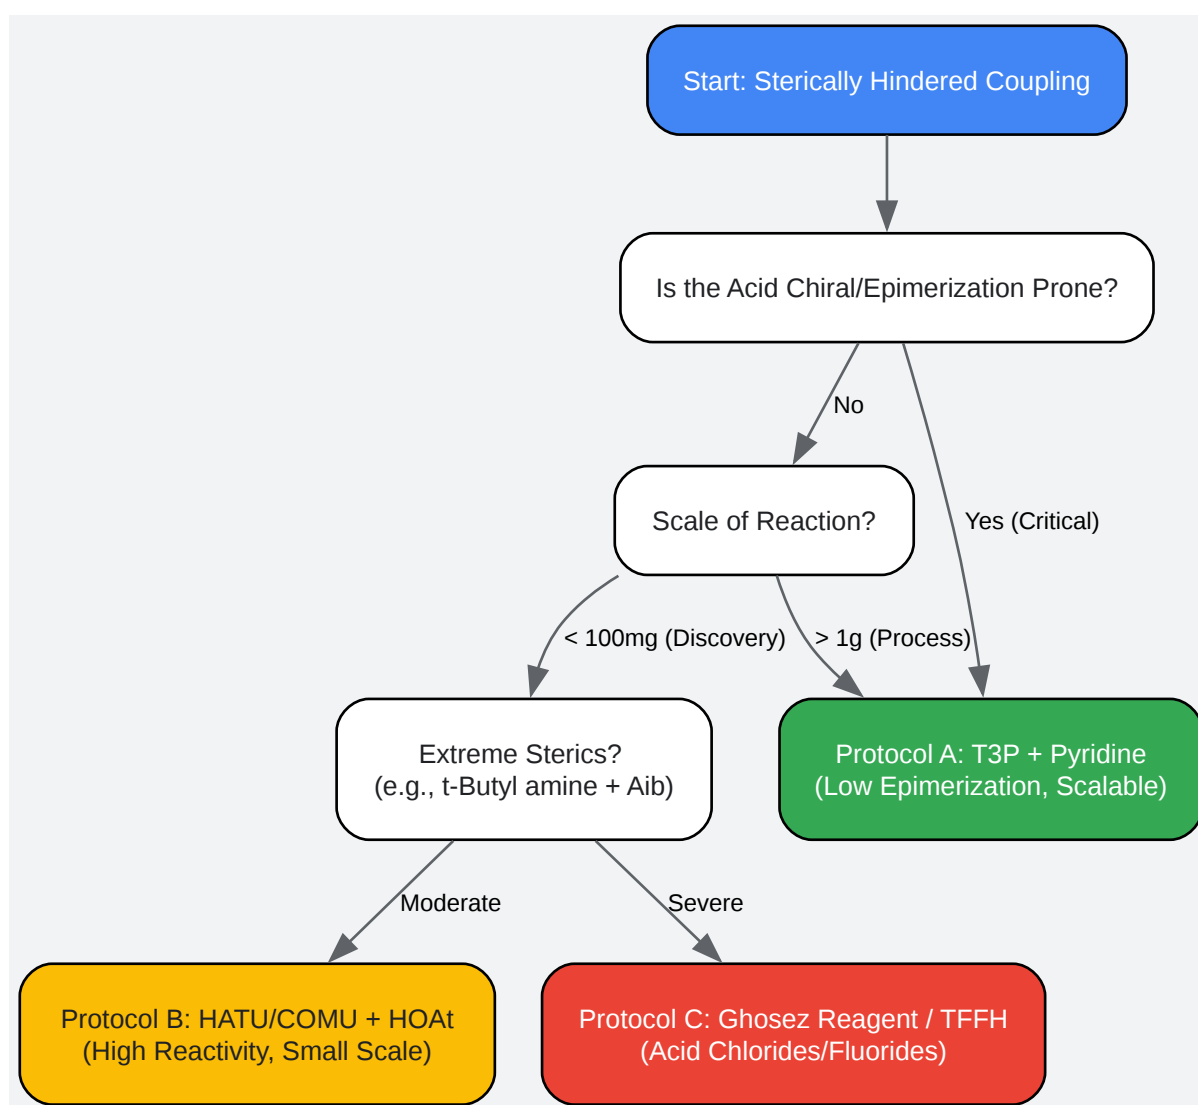 Start: Sterically Hindered Coupling
Is the Acid Chiral/Epimerization Prone?
No
Scale of Reaction?
Yes (Critical)
< 100mg (Discovery)
> 1g (Process)
Extreme Sterics?
(e.g., t-Butyl amine + Aib)
Protocol A: T3P + Pyridine
(Low Epimerization, Scalable)
Moderate
Severe
Protocol B: HATU/COMU + HOAt
(High Reactivity, Small Scale)
Protocol C: Ghosez Reagent / TFFH
(Acid Chlorides/Fluorides)